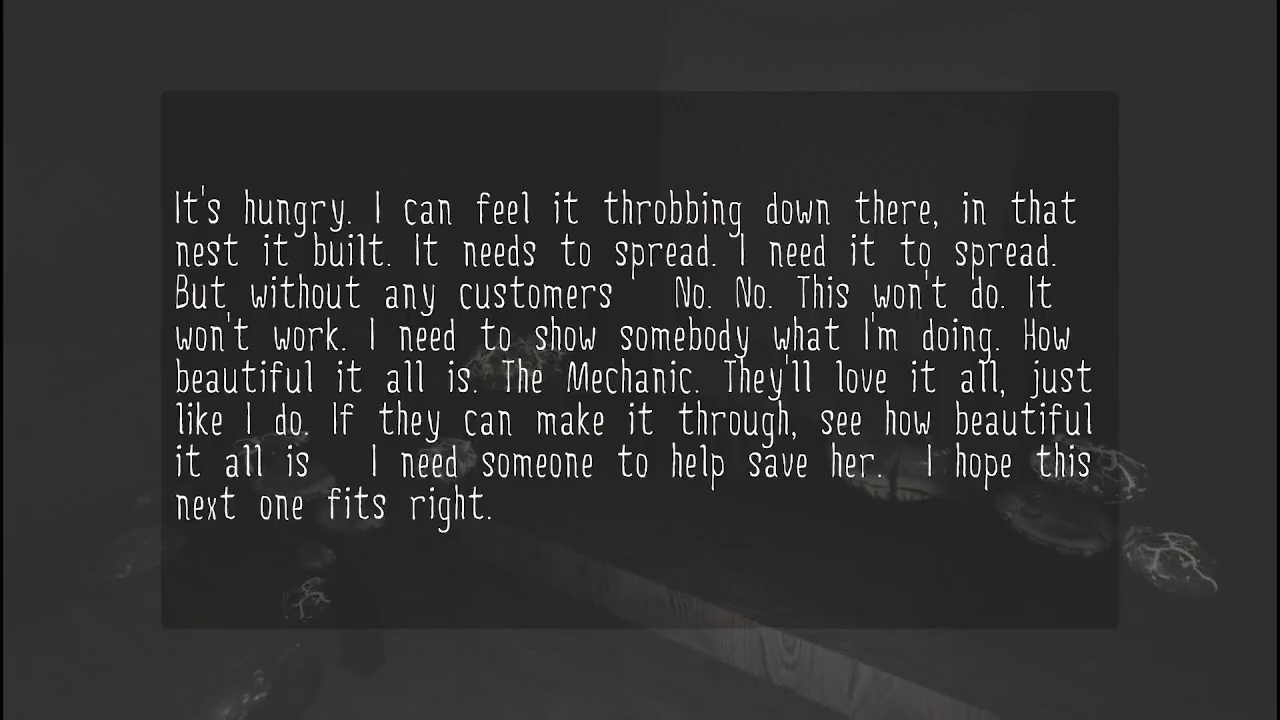 It's hungry. I can feel it throbbing down there, in that
nest it built. It needs to spread. I need it to spread.
But without any customers   No. No. This won't do. It
won't work. I need to show somebody what I'm doing. How
beautiful it all is. The Mechanic. They'll love it all, just
like I do. If they can make it through, see how beautiful
it all is   I need someone to help save her.  I hope this
next one fits right.